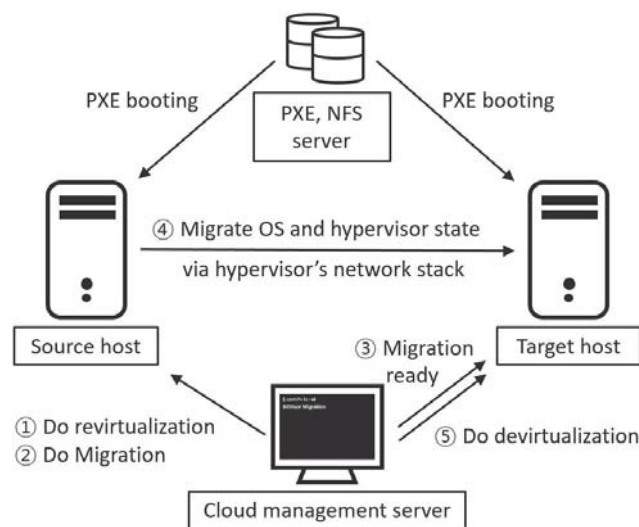 PXE booting
PXE booting
PXE, NFS
server
④ Migrate OS and hypervisor state
via hypervisor's network stack
Source host
Target host
③ Migration
ready
① Do revirtualization
② Do Migration
⑤ Do devirtualization
Cloud management server